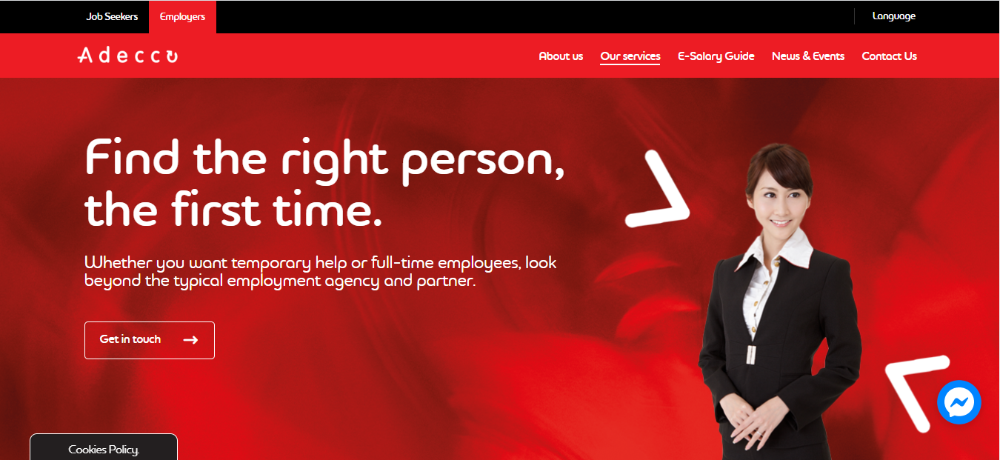 Job Seekers
Employers
Language
Adecco
About us
Our services
E-Salary Guide
News & Events
Contact Us
Find the right person,
the first time.
Whether you want temporary help or full-time employees, look
beyond the typical employment agency and partner.
Get in touch
Cookies Policy.